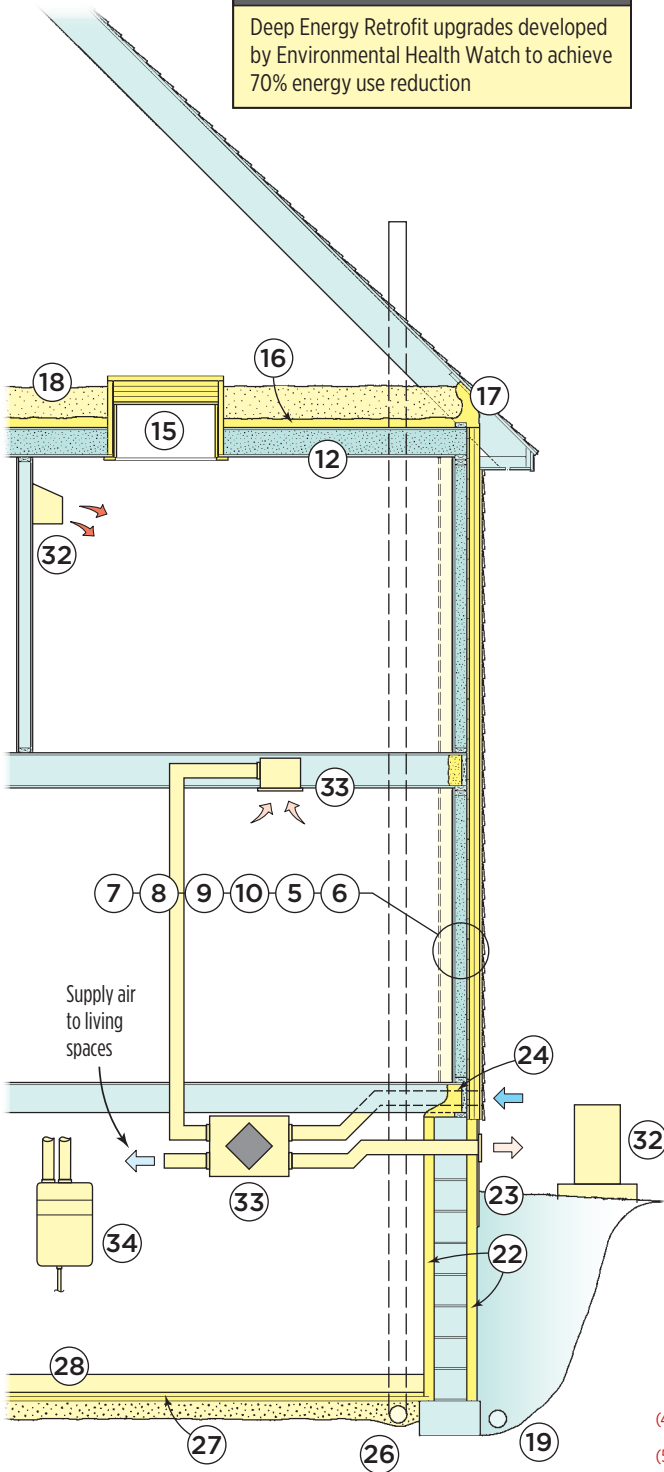 Deep Energy Retrofit upgrades developed
by Environmental Health Watch to achieve
70% energy use reduction
18
16
17
15
12
32
33
7 8 9 10 5 6
Supply air
to living
spaces
24
32
33
23
34
22
28
27
26
19
(4
(5